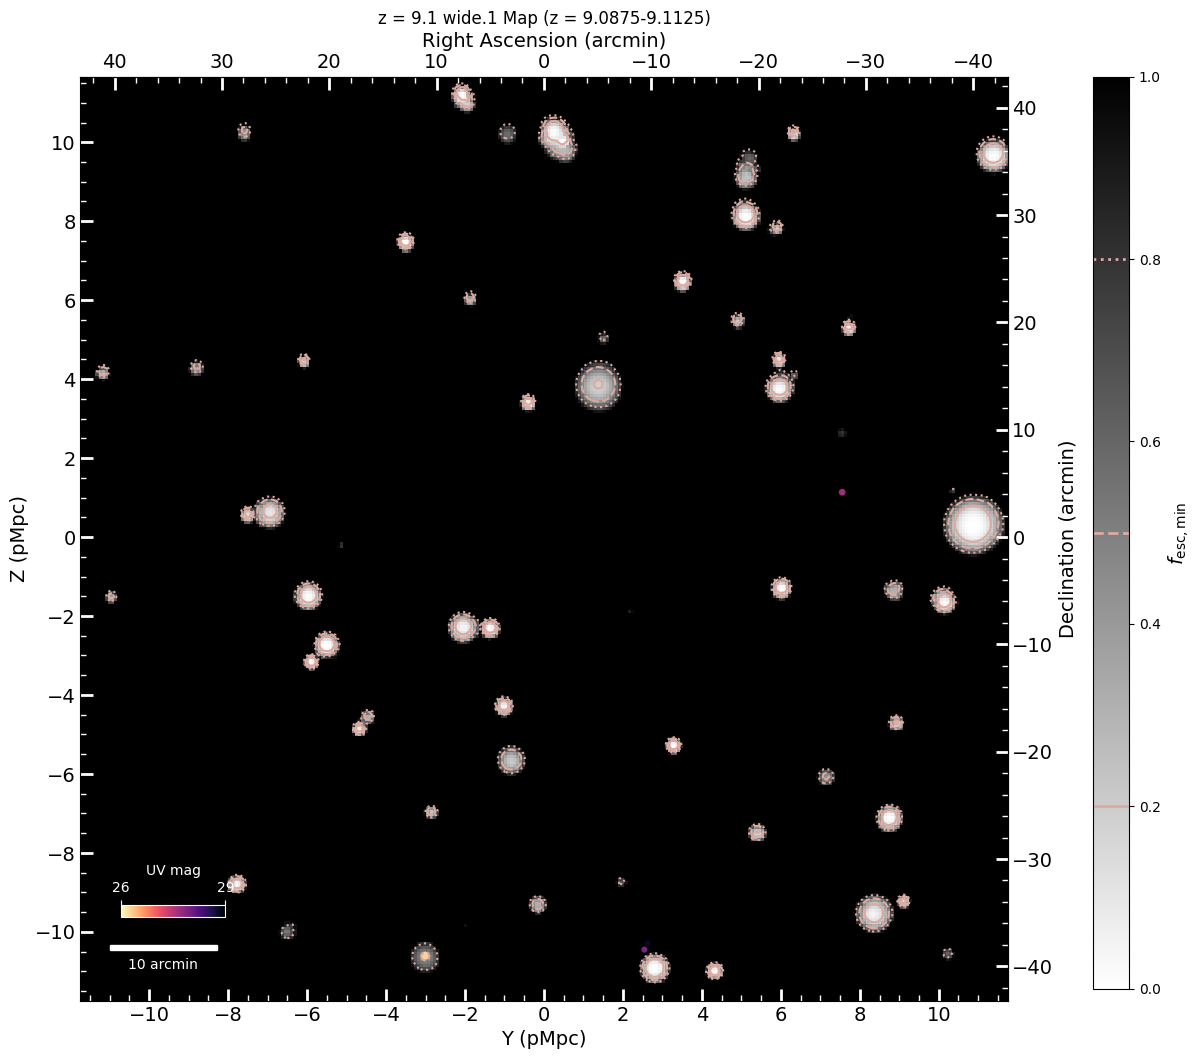 z = 9.1 wide.1 Map (z = 9.0875-9.1125)
Right Ascension (arcmin)
40 30 20 10 0 −10 −20 −30 −40
10 8 6 4 2 0 −2 −4 −6 −8 −10
Z (pMpc)
40 30 20 10 0 −10 −20 −30 −40
Declination (arcmin)
1.0 0.8 0.6 0.4 0.2 0.0
f_esc,min
UV mag
26 29
10 arcmin
−10 −8 −6 −4 −2 0 2 4 6 8 10
Y (pMpc)